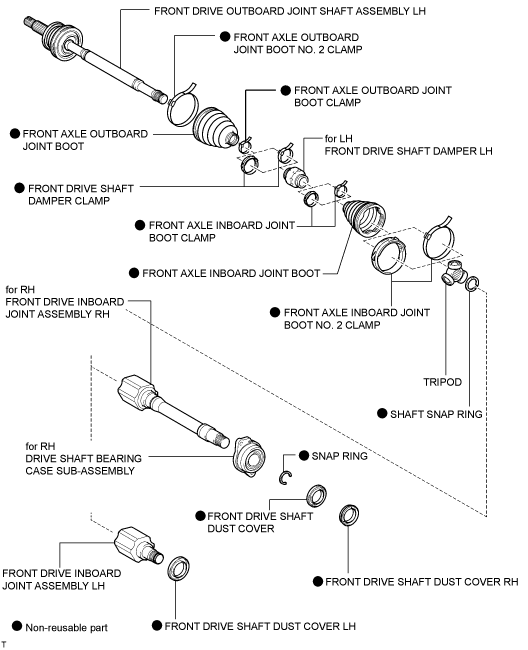 FRONT DRIVE OUTBOARD JOINT SHAFT ASSEMBLY LH
FRONT AXLE OUTBOARD
JOINT BOOT NO. 2 CLAMP
FRONT AXLE OUTBOARD JOINT
BOOT CLAMP
FRONT AXLE OUTBOARD
JOINT BOOT
for LH
FRONT DRIVE SHAFT DAMPER LH
FRONT DRIVE SHAFT
DAMPER CLAMP
FRONT AXLE INBOARD JOINT
BOOT CLAMP
FRONT AXLE INBOARD JOINT BOOT
for RH
FRONT DRIVE INBOARD
JOINT ASSEMBLY RH
FRONT AXLE INBOARD JOINT
BOOT NO. 2 CLAMP
TRIPOD
SHAFT SNAP RING
for RH
DRIVE SHAFT BEARING
CASE SUB-ASSEMBLY
SNAP RING
FRONT DRIVE SHAFT
DUST COVER
FRONT DRIVE INBOARD
JOINT ASSEMBLY LH
FRONT DRIVE SHAFT DUST COVER RH
Non-reusable part
FRONT DRIVE SHAFT DUST COVER LH
T